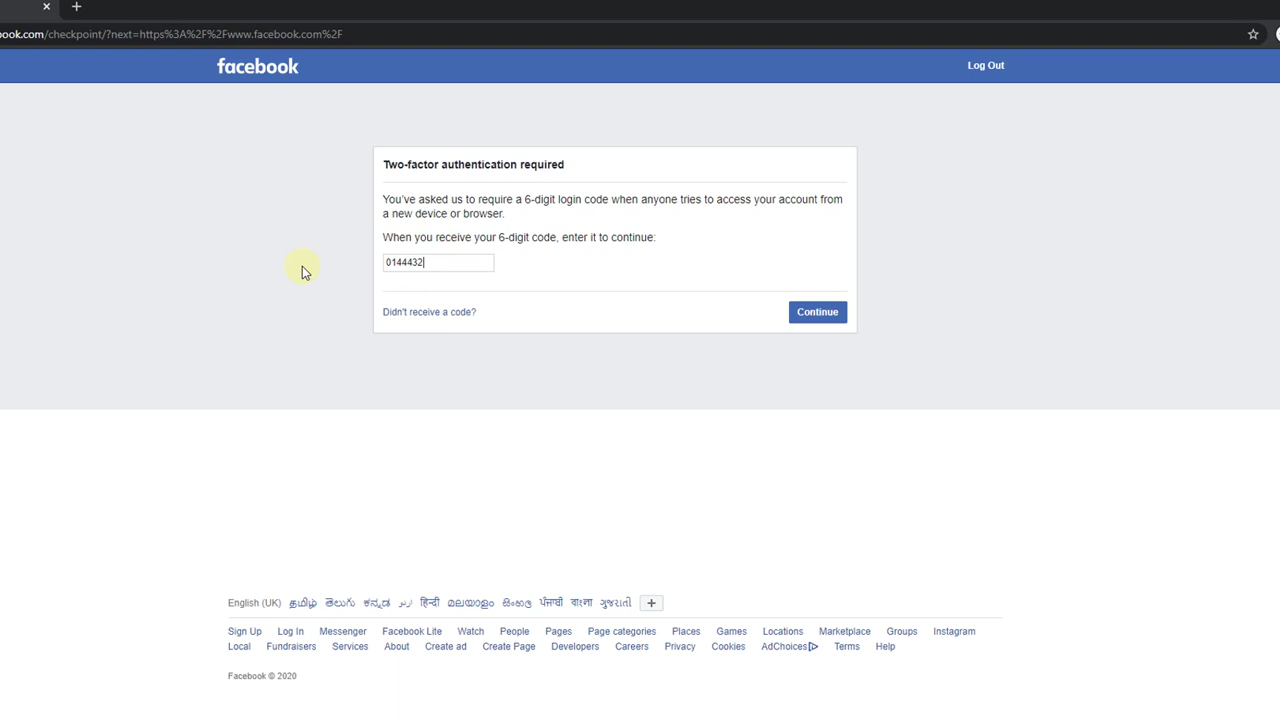 ook.com/checkpoint/?next=https%3A%2F%2Fwww.facebook.com%2F
facebook
Log Out
Two-factor authentication required
You've asked us to require a 6-digit login code when anyone tries to access your account from
a new device or browser.
When you receive your 6-digit code, enter it to continue:
0144432
Didn't receive a code?
Continue
English (UK) தமிழ் తెలుగు ಕನ್ನಡ اردو हिन्दी മലയാളം සිංහල ਪੰਜਾਬੀ বাংলা ગુજરાતી +
Sign Up Log In Messenger Facebook Lite Watch People Pages Page categories Places Games Locations Marketplace Groups Instagram
Local Fundraisers Services About Create ad Create Page Developers Careers Privacy Cookies AdChoices Terms Help
Facebook © 2020